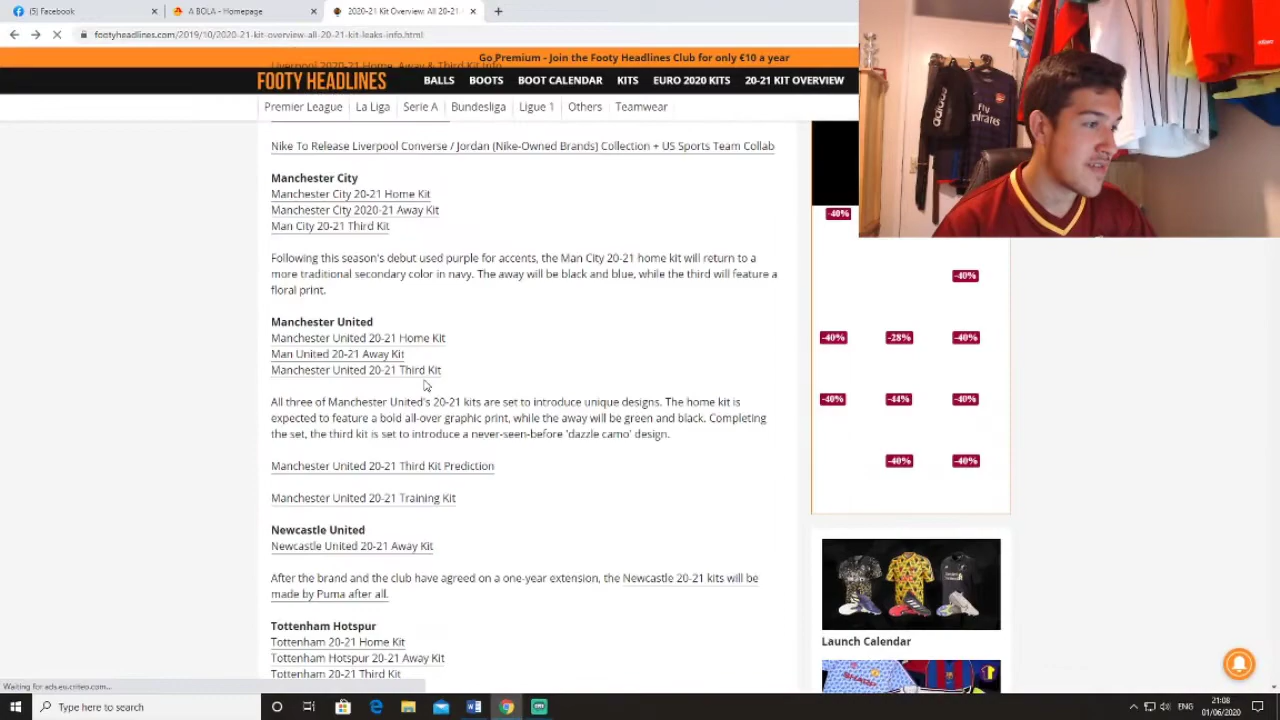 (5) Facebook
A BOLA - Homepage
2020-21 Kit Overview: All 20-21
footyheadlines.com/2019/10/2020-21-kit-overview-all-20-21-kit-leaks-info.html
Go Premium - Join the Footy Headlines Club for only €10 a year
Liverpool 2020-21 Home, Away & Third Kit Info
FOOTY HEADLINES
BALLS BOOTS BOOT CALENDAR KITS EURO 2020 KITS 20-21 KIT OVERVIEW
Premier League La Liga Serie A Bundesliga Ligue 1 Others Teamwear
Nike To Release Liverpool Converse / Jordan (Nike-Owned Brands) Collection + US Sports Team Collab
Manchester City
Manchester City 20-21 Home Kit
Manchester City 2020-21 Away Kit
Man City 20-21 Third Kit
Following this season's debut used purple for accents, the Man City 20-21 home kit will return to a
more traditional secondary color in navy. The away will be black and blue, while the third will feature a
floral print.
Manchester United
Manchester United 20-21 Home Kit
Man United 20-21 Away Kit
Manchester United 20-21 Third Kit
All three of Manchester United's 20-21 kits are set to introduce unique designs. The home kit is
expected to feature a bold all-over graphic print, while the away will be green and black. Completing
the set, the third kit is set to introduce a never-seen-before 'dazzle camo' design.
Manchester United 20-21 Third Kit Prediction
Manchester United 20-21 Training Kit
Newcastle United
Newcastle United 20-21 Away Kit
After the brand and the club have agreed on a one-year extension, the Newcastle 20-21 kits will be
made by Puma after all.
Tottenham Hotspur
Tottenham 20-21 Home Kit
Tottenham Hotspur 20-21 Away Kit
Tottenham 20-21 Third Kit
-40%
-40%
-40% -28% -40%
-40% -44% -40%
-40% -40%
Launch Calendar
adidas
Fly
Emirates
Waiting for ads.eu.criteo.com...
Type here to search
ENG
21:08
01/06/2020